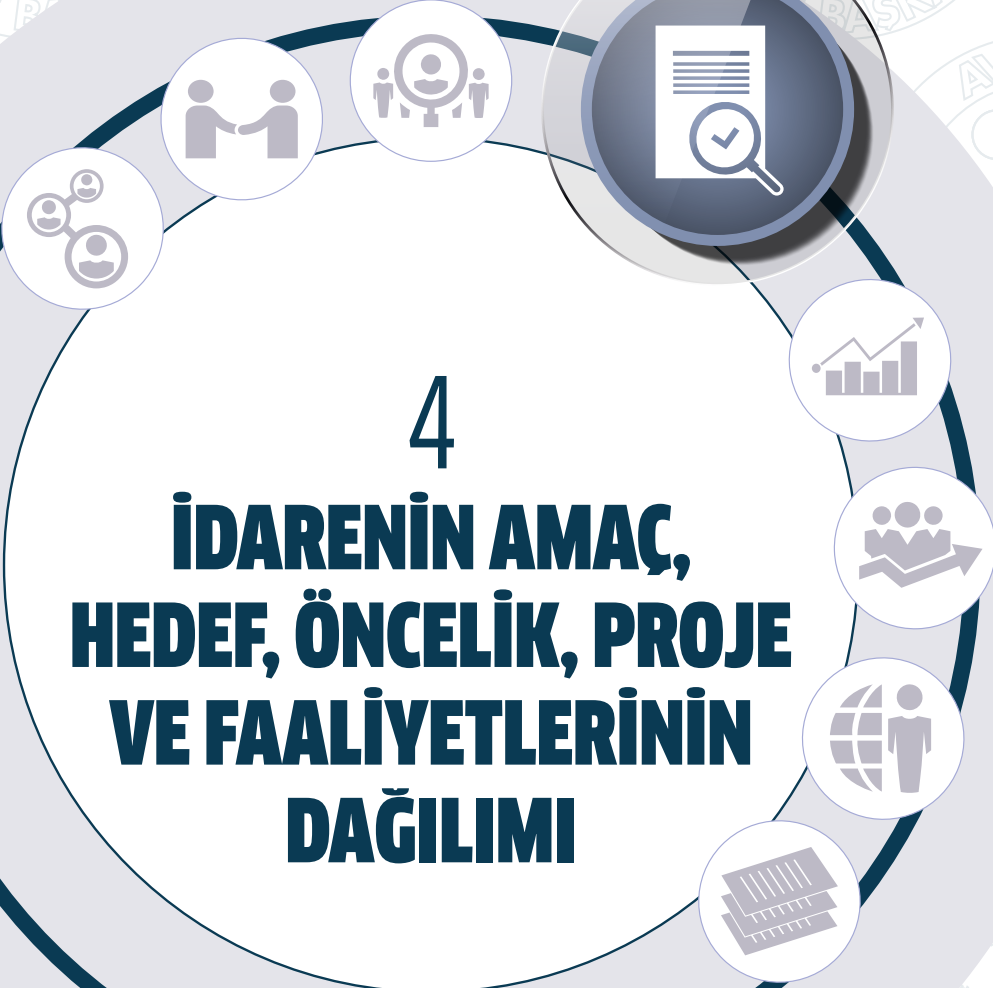 4
İDARENİN AMAÇ,
HEDEF, ÖNCELİK, PROJE
VE FAALİYETLERİNİN
DAĞILIMI